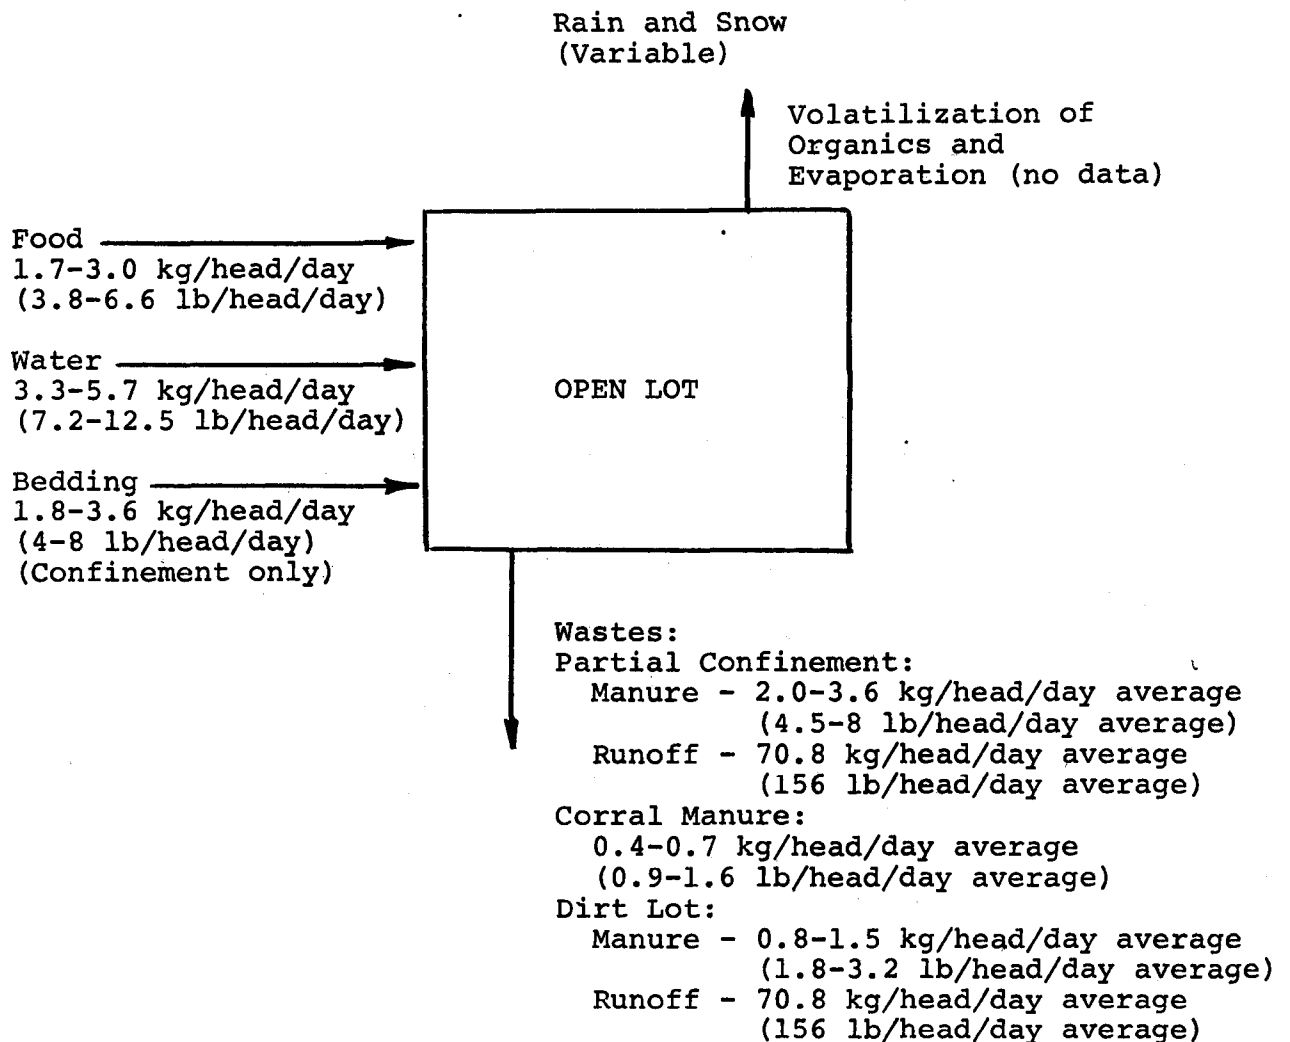 Rain and Snow
(Variable)
Volatilization of
Organics and
Evaporation (no data)
Food
1.7-3.0 kg/head/day
(3.8-6.6 lb/head/day)
Water
3.3-5.7 kg/head/day
(7.2-12.5 lb/head/day)
Bedding
1.8-3.6 kg/head/day
(4-8 lb/head/day)
(Confinement only)
OPEN LOT
Wastes:
Partial Confinement:
Manure - 2.0-3.6 kg/head/day average
(4.5-8 lb/head/day average)
Runoff - 70.8 kg/head/day average
(156 lb/head/day average)
Corral Manure:
0.4-0.7 kg/head/day average
(0.9-1.6 lb/head/day average)
Dirt Lot:
Manure - 0.8-1.5 kg/head/day average
(1.8-3.2 lb/head/day average)
Runoff - 70.8 kg/head/day average
(156 lb/head/day average)